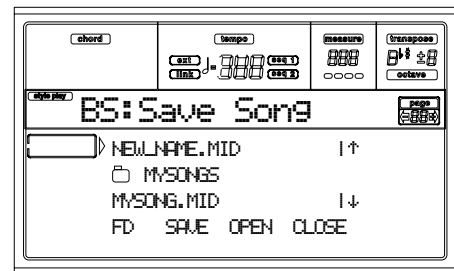 chord tempo measure transpose
ext seq 1
link seq 2 octave
style play BS:Save Song page
NEW_NAME.MID |↑
MYSONGS
MYSONG.MID |↓
FD SAVE OPEN CLOSE